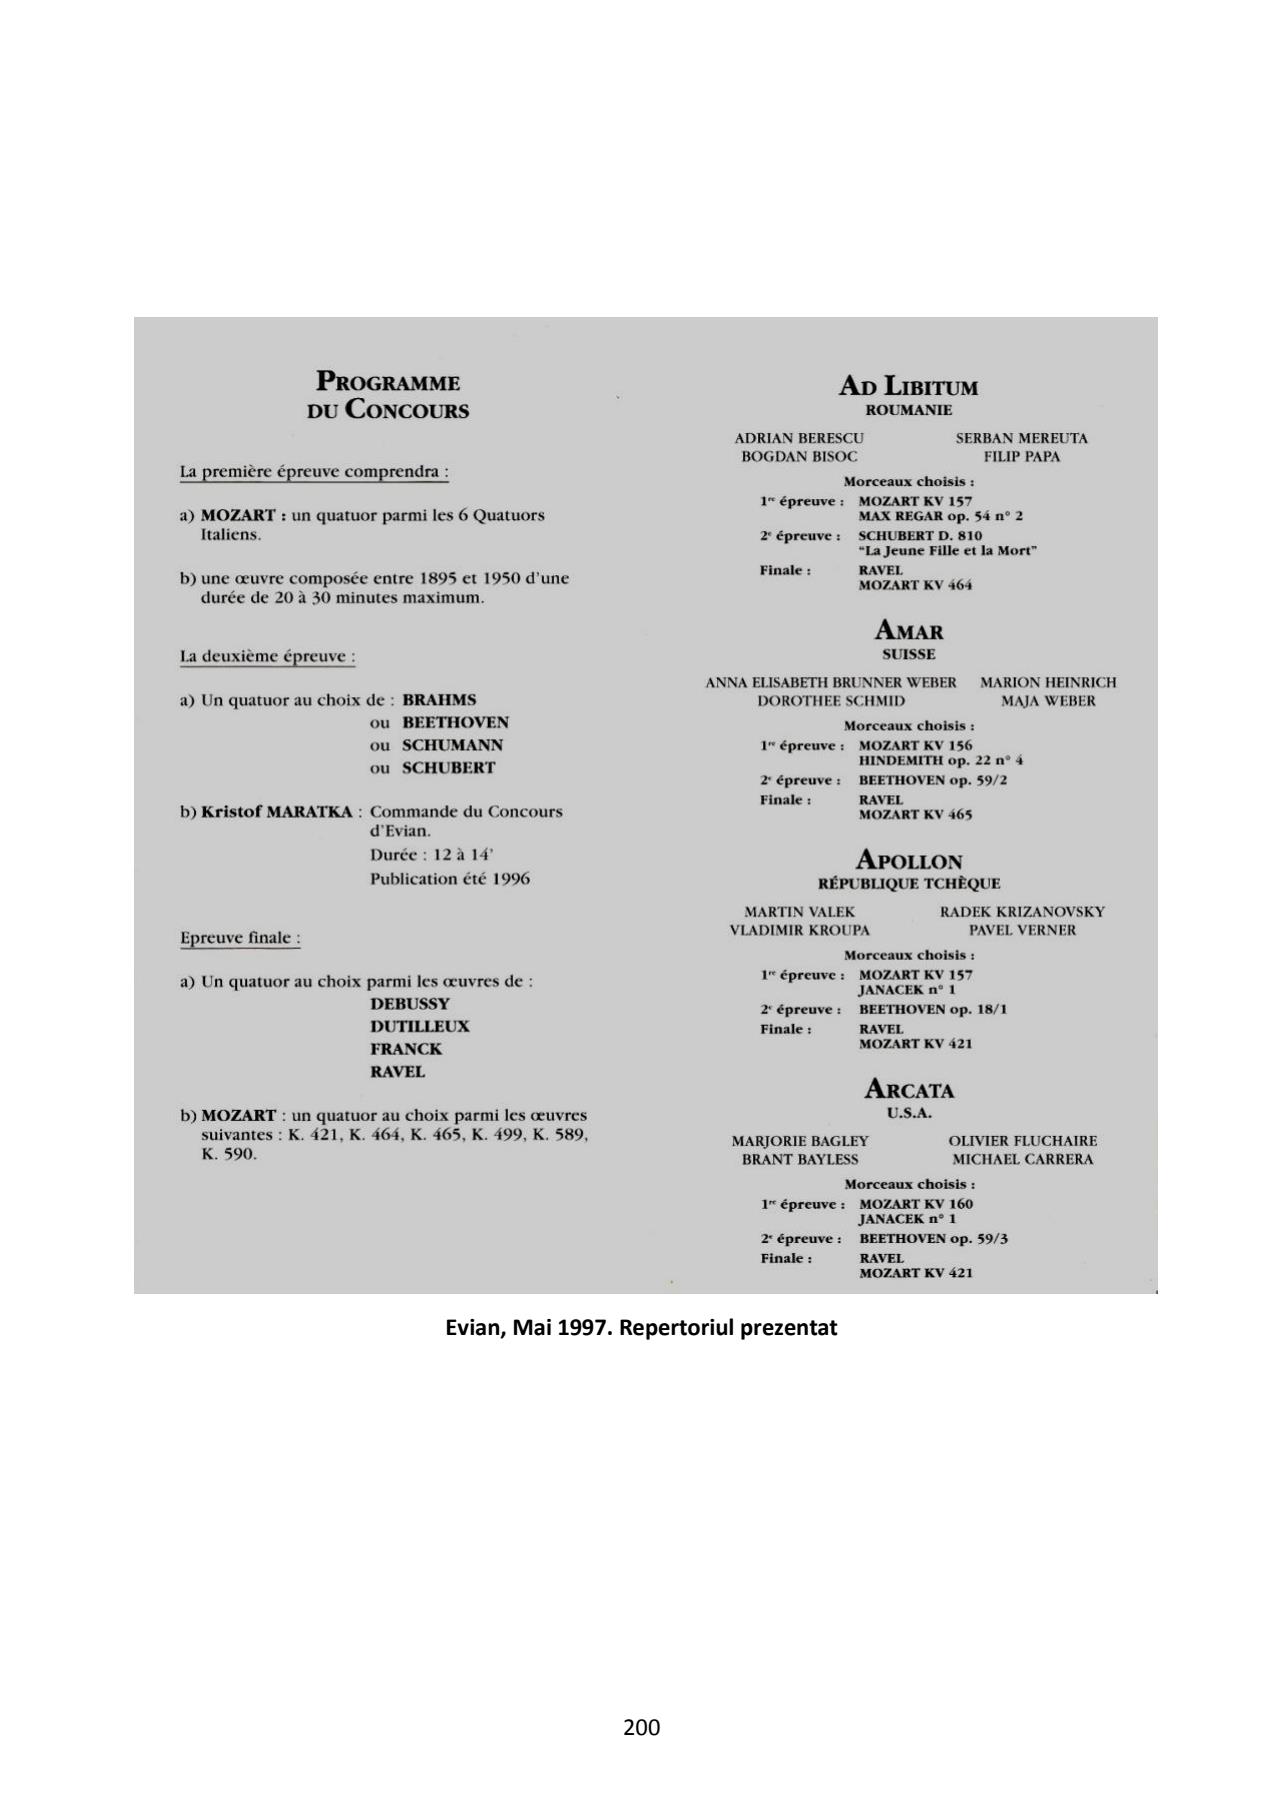 PROGRAMME
DU CONCOURS
La première épreuve comprendra :
a) MOZART : un quatuor parmi les 6 Quatuors
Italiens.
b) une œuvre composée entre 1895 et 1950 d'une
durée de 20 à 30 minutes maximum.
La deuxième épreuve :
a) Un quatuor au choix de : BRAHMS
ou BEETHOVEN
ou SCHUMANN
ou SCHUBERT
b) Kristof MARATKA : Commande du Concours
d'Evian.
Durée : 12 à 14'
Publication été 1996
Epreuve finale :
a) Un quatuor au choix parmi les œuvres de :
DEBUSSY
DUTILLEUX
FRANCK
RAVEL
b) MOZART : un quatuor au choix parmi les œuvres
suivantes : K. 421, K. 464, K. 465, K. 499, K. 589,
K. 590.
AD LIBITUM
ROUMANIE
ADRIAN BERESCU SERBAN MEREUTA
BOGDAN BISOC FILIP PAPA
Morceaux choisis :
1re épreuve : MOZART KV 157
MAX REGAR op. 54 n° 2
2e épreuve : SCHUBERT D. 810
"La Jeune Fille et la Mort"
Finale : RAVEL
MOZART KV 464
AMAR
SUISSE
ANNA ELISABETH BRUNNER WEBER MARION HEINRICH
DOROTHEE SCHMID MAJA WEBER
Morceaux choisis :
1re épreuve : MOZART KV 156
HINDEMITH op. 22 n° 4
2e épreuve : BEETHOVEN op. 59/2
Finale : RAVEL
MOZART KV 465
APOLLON
RÉPUBLIQUE TCHÈQUE
MARTIN VALEK RADEK KRIZANOVSKY
VLADIMIR KROUPA PAVEL VERNER
Morceaux choisis :
1re épreuve : MOZART KV 157
JANACEK n° 1
2e épreuve : BEETHOVEN op. 18/1
Finale : RAVEL
MOZART KV 421
ARCATA
U.S.A.
MARJORIE BAGLEY OLIVIER FLUCHAIRE
BRANT BAYLESS MICHAEL CARRERA
Morceaux choisis :
1re épreuve : MOZART KV 160
JANACEK n° 1
2e épreuve : BEETHOVEN op. 59/3
Finale : RAVEL
MOZART KV 421
Evian, Mai 1997. Repertoriul prezentat
200